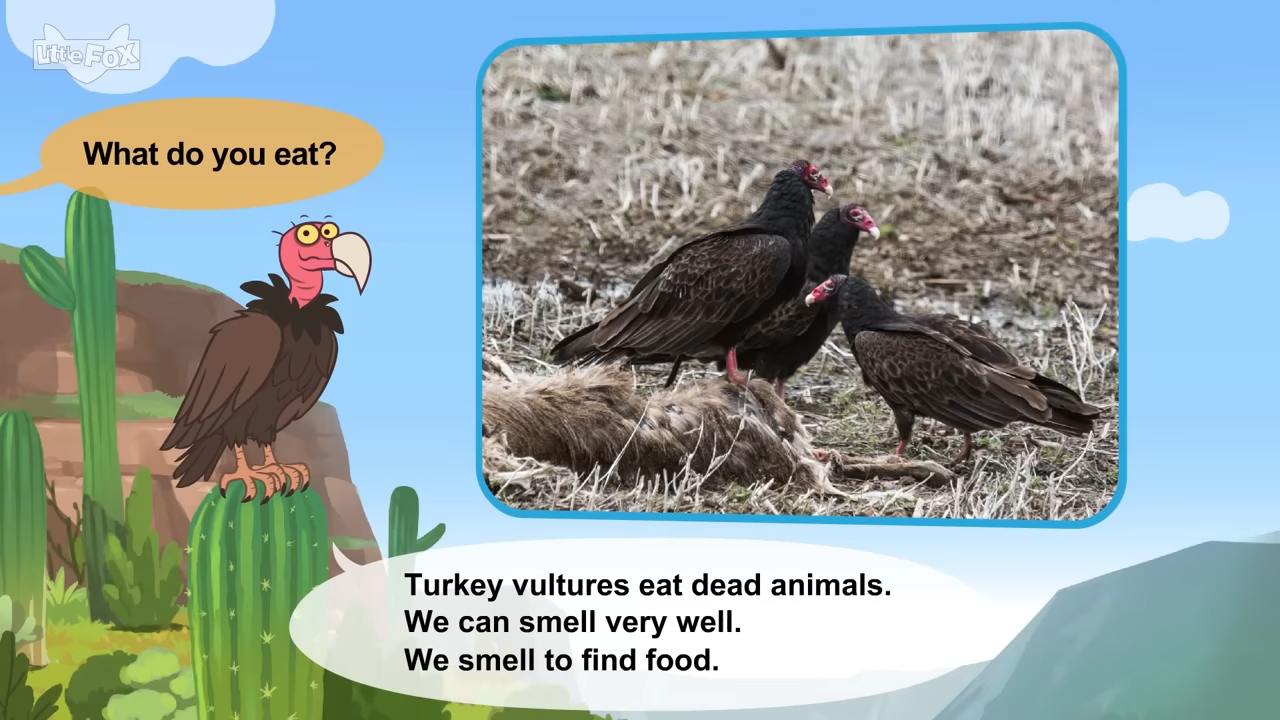 Little Fox
What do you eat?
Turkey vultures eat dead animals.
We can smell very well.
We smell to find food.